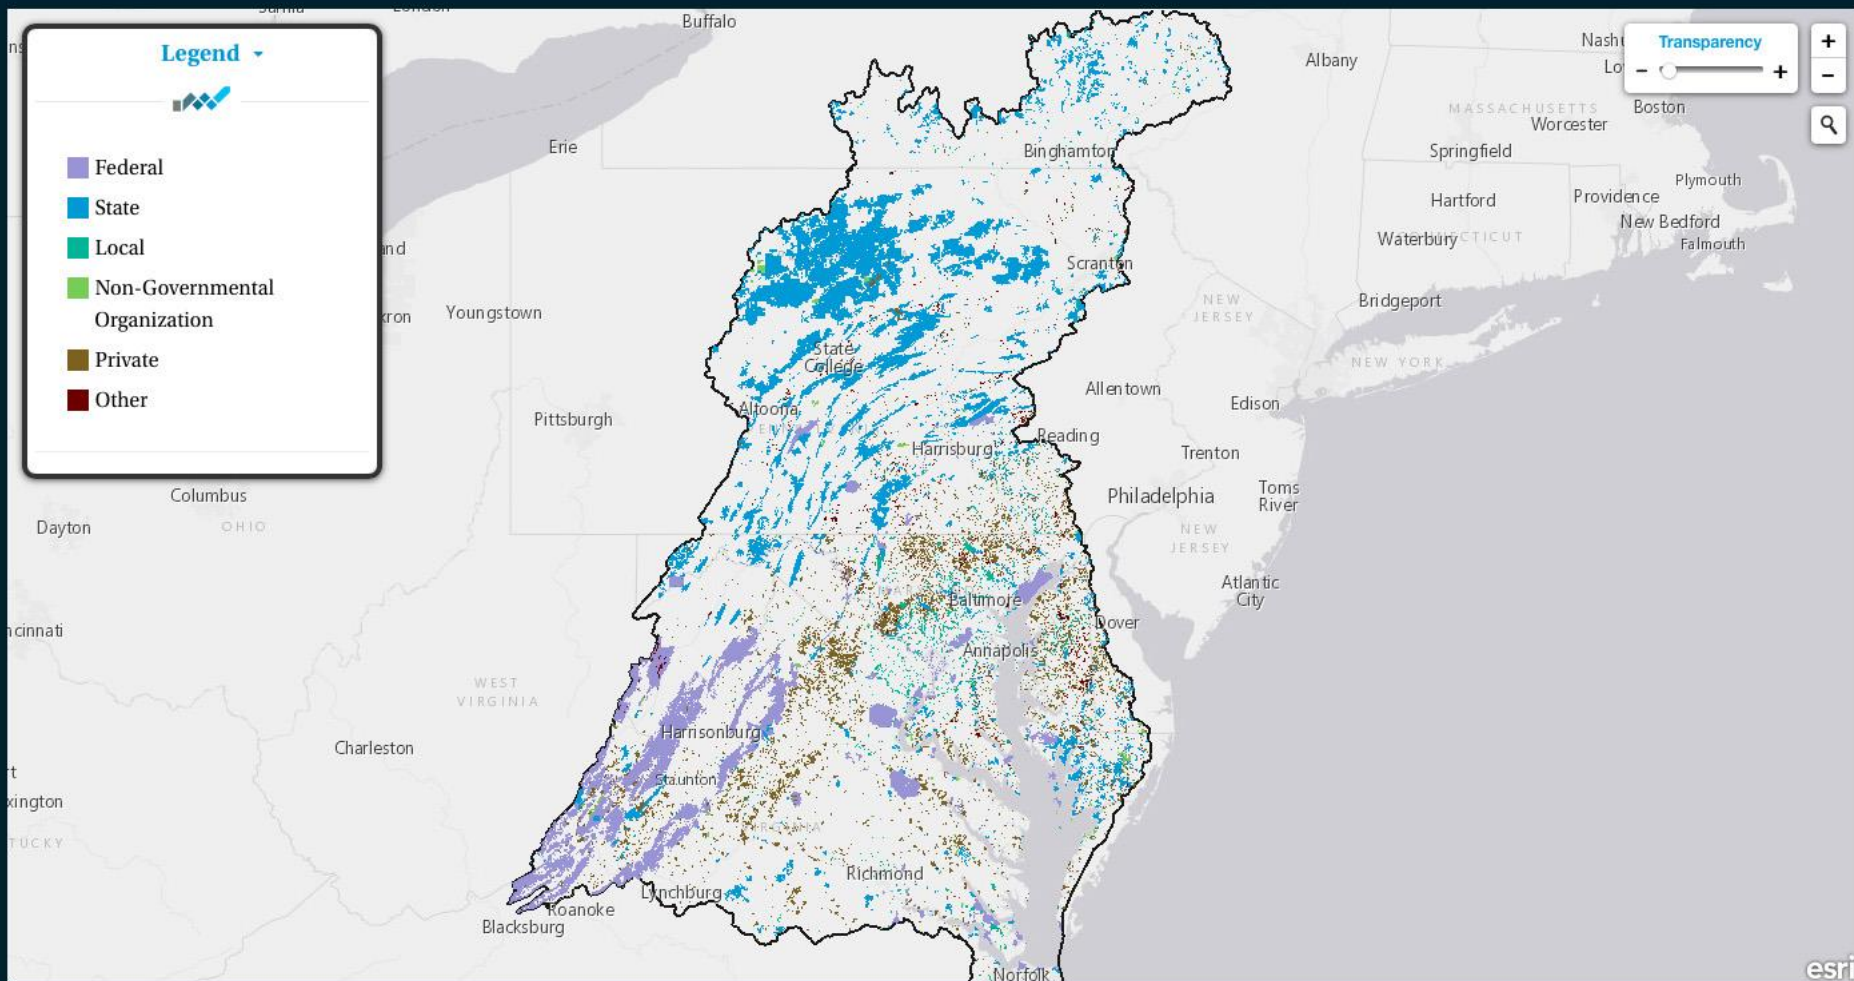 Legend
Federal
State
Local
Non-Governmental
Organization
Private
Other
Transparency
− +
+
−
London
Buffalo
Albany
Boston
MASSACHUSETTS
Worcester
Erie
Binghamton
Springfield
Plymouth
Hartford
Providence
New Bedford
Waterbury
Falmouth
Scranton
Bridgeport
Youngstown
NEW
JERSEY
State
College
NEW YORK
Allentown
Altoona
Edison
Pittsburgh
Reading
Harrisburg
Trenton
Columbus
Philadelphia
Toms
River
Dayton
OHIO
NEW
JERSEY
Atlantic
City
Baltimore
Dover
Annapolis
WEST
VIRGINIA
Harrisonburg
Charleston
Staunton
VIRGINIA
Richmond
Lynchburg
Roanoke
Blacksburg
Norfolk
esri